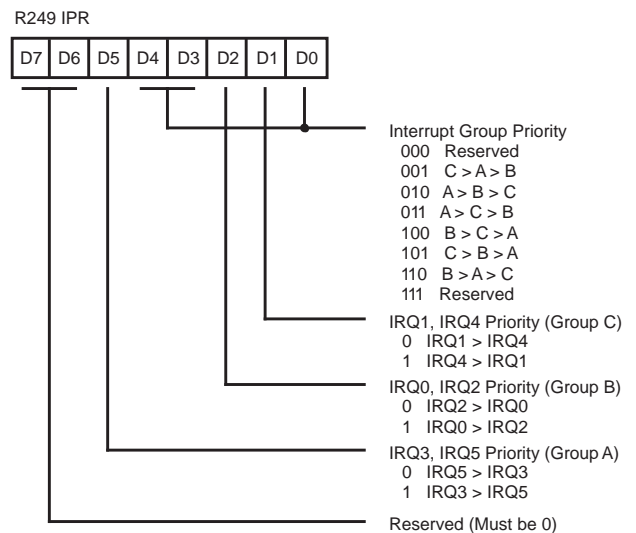 R249 IPR
D7 D6 D5 D4 D3 D2 D1 D0
Interrupt Group Priority
000 Reserved
001 C > A > B
010 A > B > C
011 A > C > B
100 B > C > A
101 C > B > A
110 B > A > C
111 Reserved
IRQ1, IRQ4 Priority (Group C)
0 IRQ1 > IRQ4
1 IRQ4 > IRQ1
IRQ0, IRQ2 Priority (Group B)
0 IRQ2 > IRQ0
1 IRQ0 > IRQ2
IRQ3, IRQ5 Priority (Group A)
0 IRQ5 > IRQ3
1 IRQ3 > IRQ5
Reserved (Must be 0)